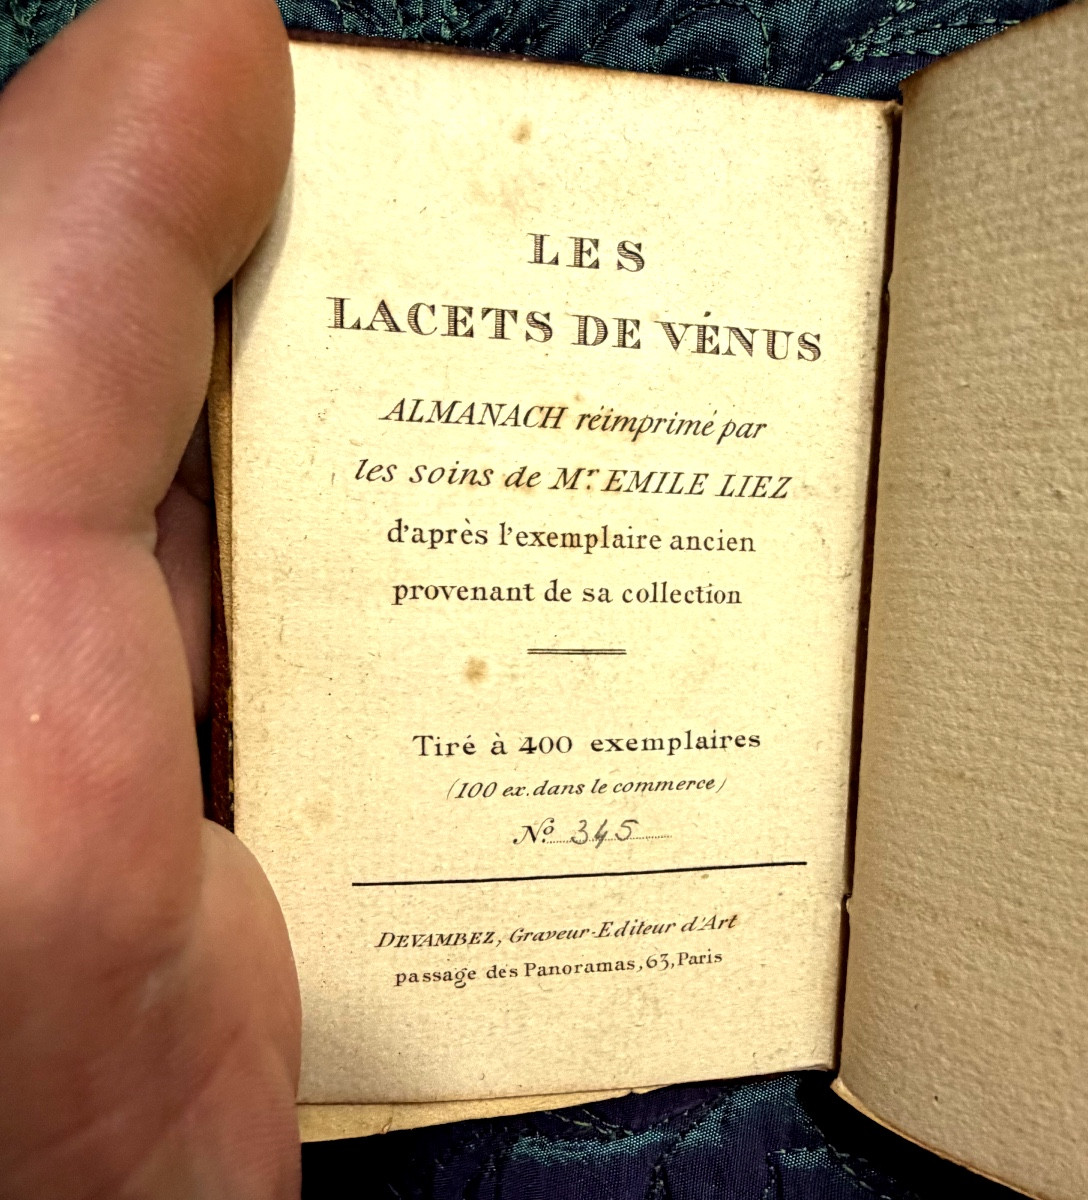 LES
LACETS DE VÉNUS
ALMANACH réimprimé par
les soins de Mr. EMILE LIEZ
d'après l'exemplaire ancien
provenant de sa collection
Tiré à 400 exemplaires
(100 ex. dans le commerce)
No. 345
DEVAMBEZ, Graveur-Editeur d'Art
passage des Panoramas, 63, Paris